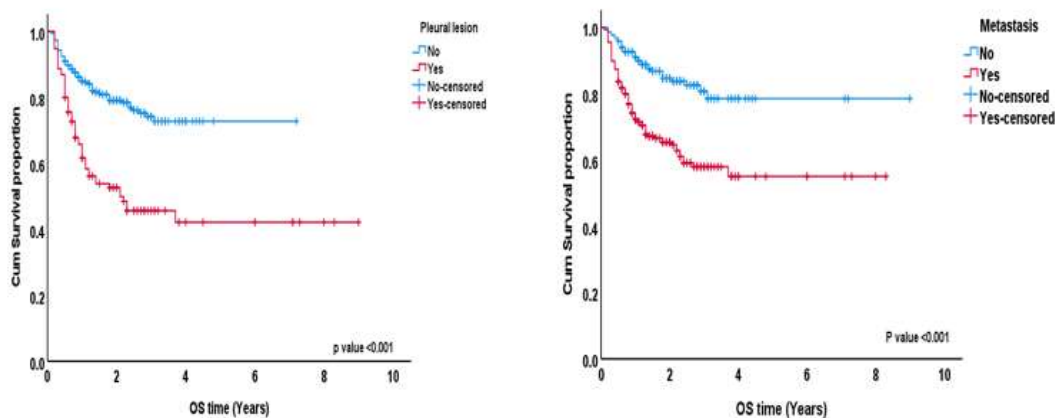 Pleural lesion
No
Yes
No-censored
Yes-censored
1.0
0.8
0.6
0.4
0.2
0.0
Cum Survival proportion
p value <0.001
0 2 4 6 8 10
OS time (Years)
Metastasis
No
Yes
No-censored
Yes-censored
1.0
0.8
0.6
0.4
0.2
0.0
Cum Survival proportion
P value <0.001
0 2 4 6 8 10
OS time (Years)